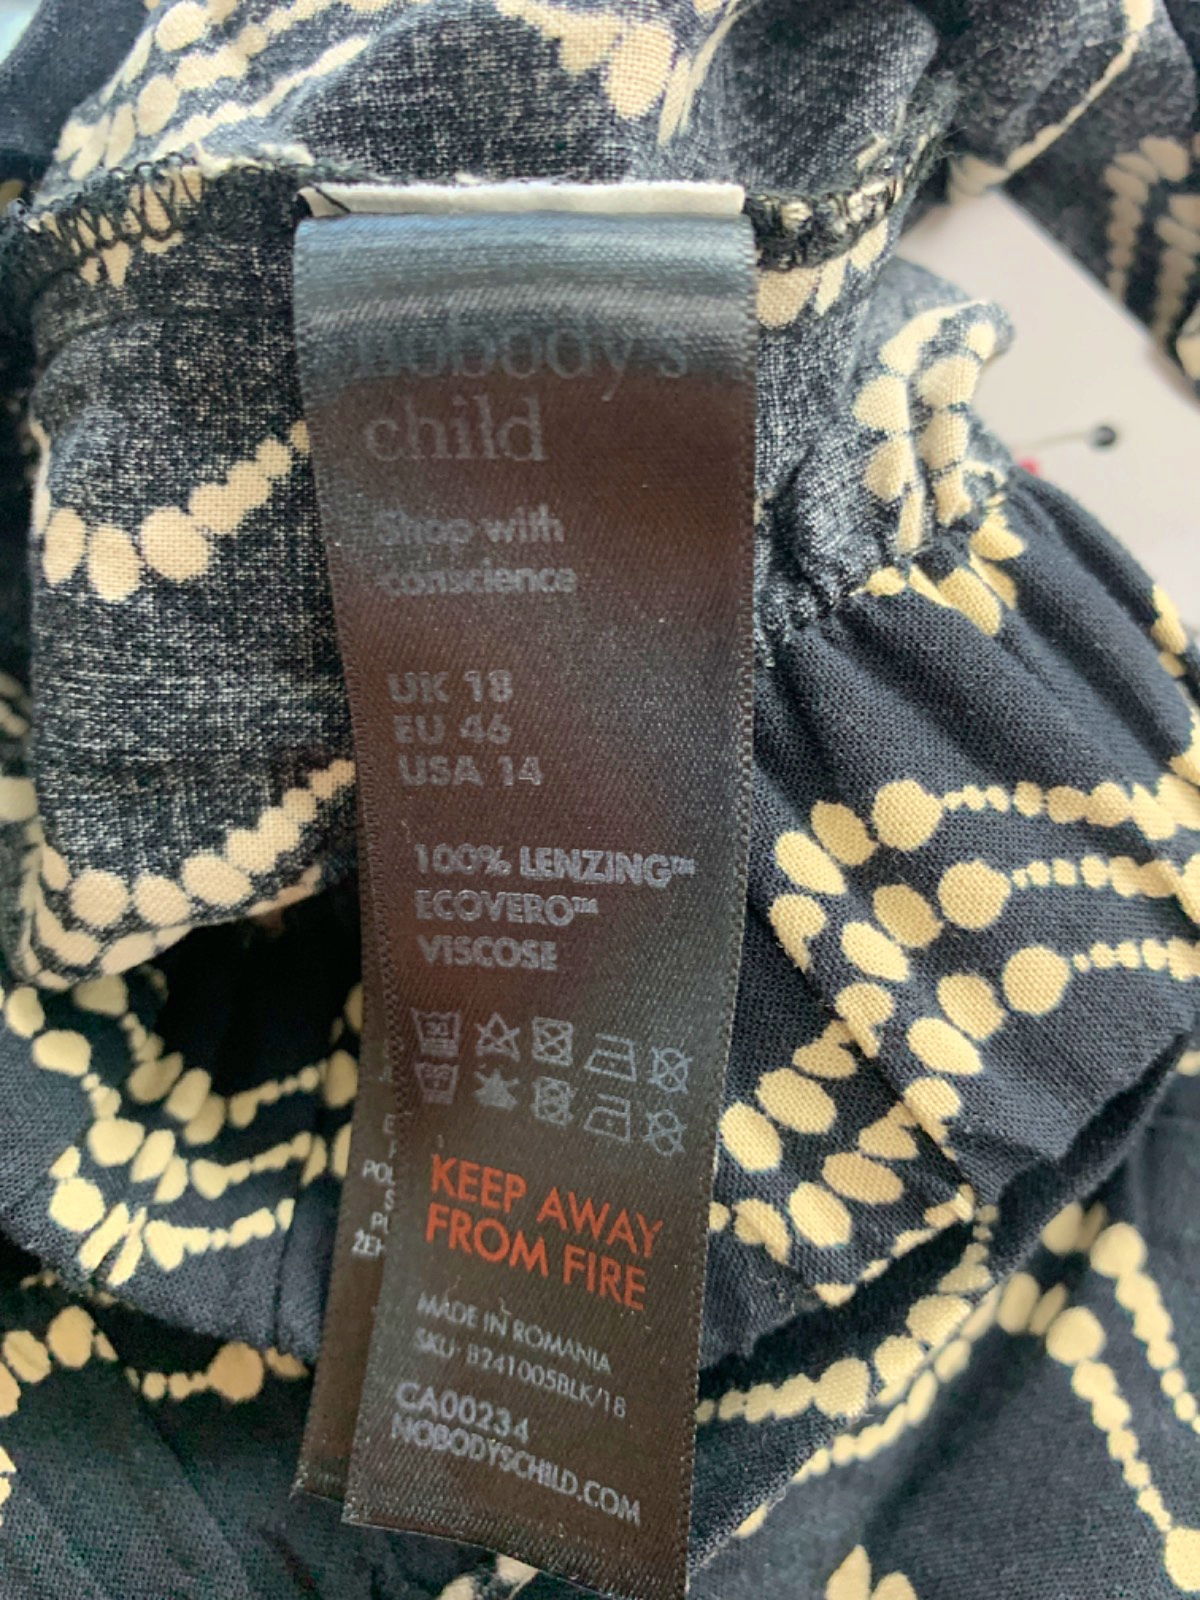 nobody's
child
Shop with
conscience
UK 18
EU 46
USA 14
100% LENZING™
ECOVERO™
VISCOSE
KEEP AWAY
FROM FIRE
MADE IN ROMANIA
SKU- B241005BLK/18
CA00234
NOBODYSCHILD.COM